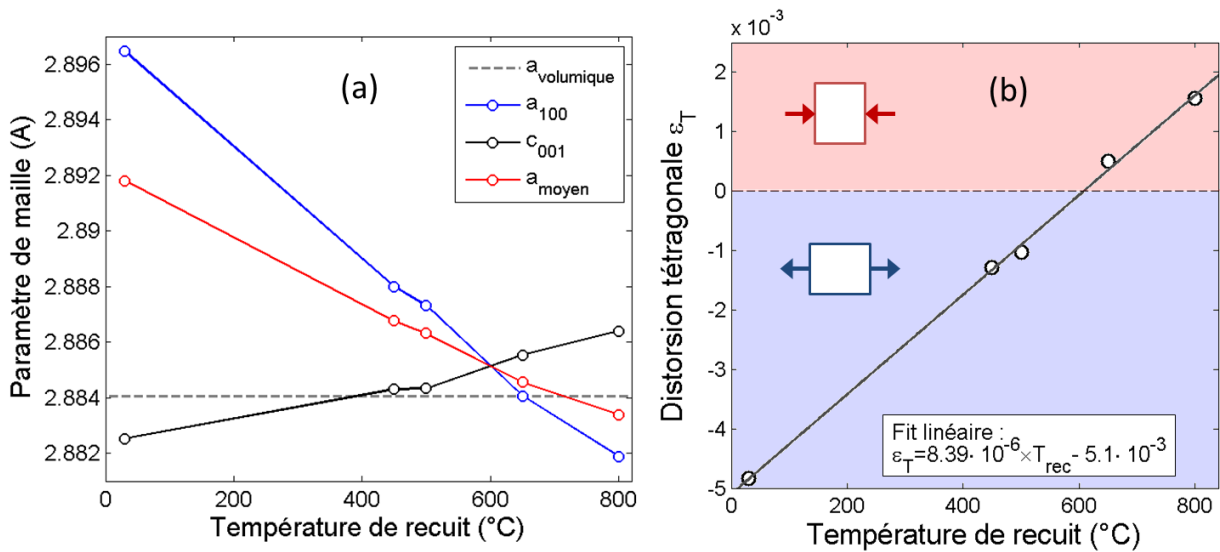 (a)
a volumique
a 100
c 001
a moyen
2.896
2.894
2.892
2.89
2.888
2.886
2.884
2.882
Paramètre de maille (A)
0 200 400 600 800
Température de recuit (°C)
x 10-3
(b)
2
1
0
-1
-2
-3
-4
-5
Distorsion tétragonale εT
Fit linéaire :
εT=8.39· 10-6×Trec- 5.1· 10-3
0 200 400 600 800
Température de recuit (°C)